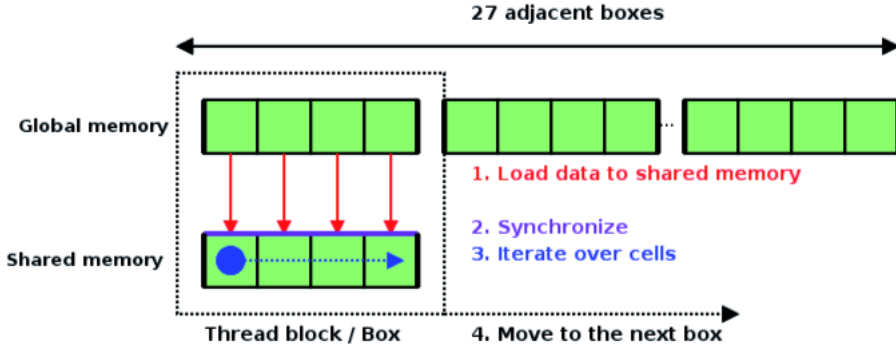 27 adjacent boxes
Global memory
...
1. Load data to shared memory
2. Synchronize
Shared memory
3. Iterate over cells
Thread block / Box
4. Move to the next box